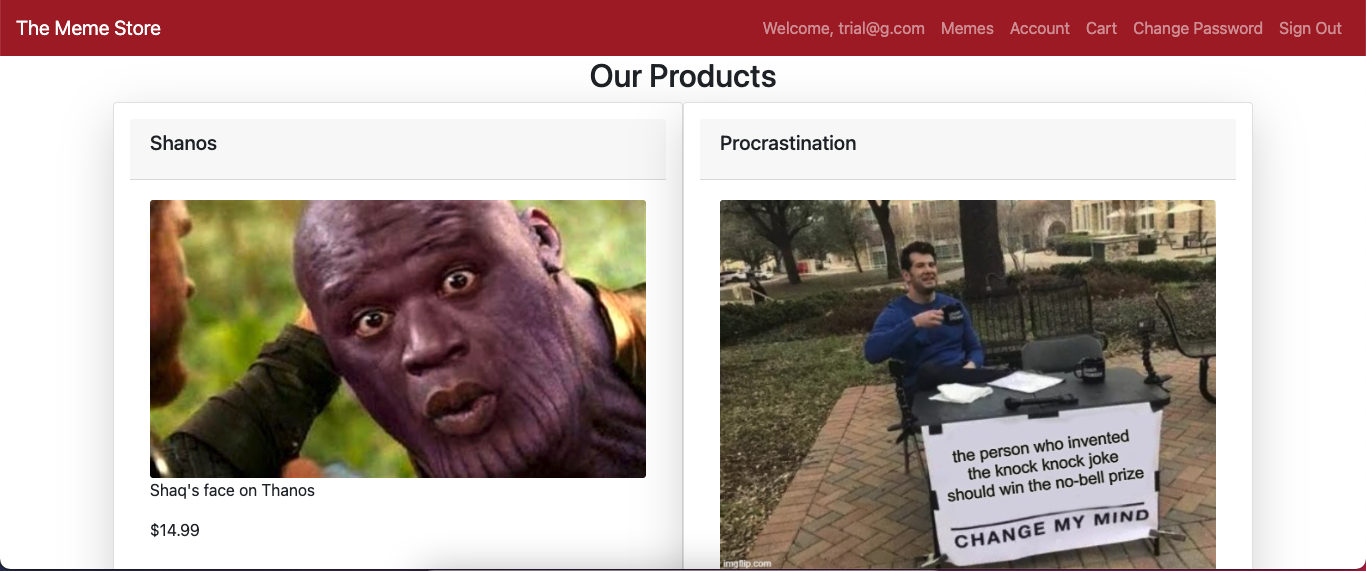 The Meme Store
Welcome, trial@g.com Memes Account Cart Change Password Sign Out
Our Products
Shanos
Procrastination
the person who invented
the knock knock joke
should win the no-bell prize
CHANGE MY MIND
imgflip.com
Shaq's face on Thanos
$14.99